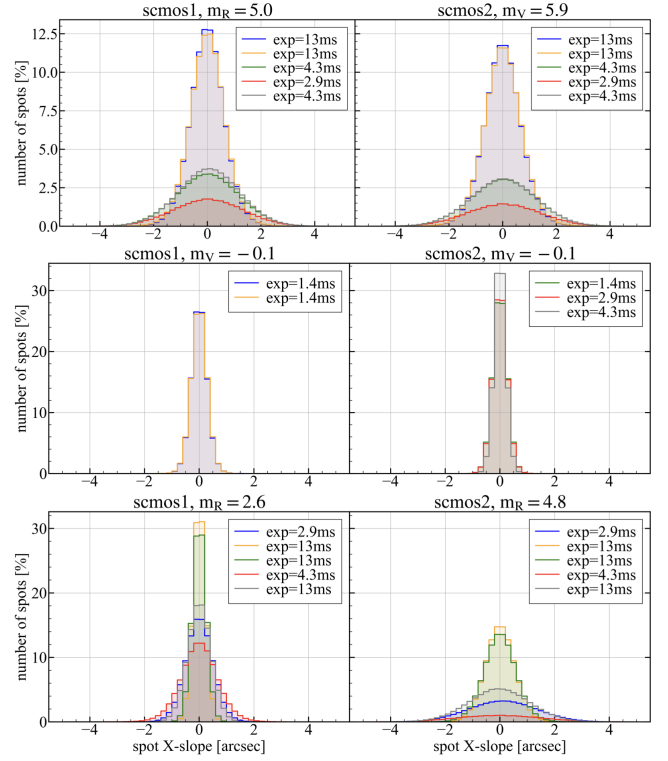 scmos1, m_R = 5.0
scmos2, m_V = 5.9
number of spots [%]
12.5
10.0
7.5
5.0
2.5
0.0
exp=13ms
exp=13ms
exp=4.3ms
exp=2.9ms
exp=4.3ms
exp=13ms
exp=13ms
exp=4.3ms
exp=2.9ms
exp=4.3ms
−4 −2 0 2 4 −4 −2 0 2 4
scmos1, m_V = −0.1
scmos2, m_V = −0.1
number of spots [%]
30
20
10
0
exp=1.4ms
exp=1.4ms
exp=1.4ms
exp=2.9ms
exp=4.3ms
−4 −2 0 2 4 −4 −2 0 2 4
scmos1, m_R = 2.6
scmos2, m_R = 4.8
number of spots [%]
30
20
10
0
exp=2.9ms
exp=13ms
exp=13ms
exp=4.3ms
exp=13ms
exp=2.9ms
exp=13ms
exp=13ms
exp=4.3ms
exp=13ms
−4 −2 0 2 4 −4 −2 0 2 4
spot X-slope [arcsec]
spot X-slope [arcsec]